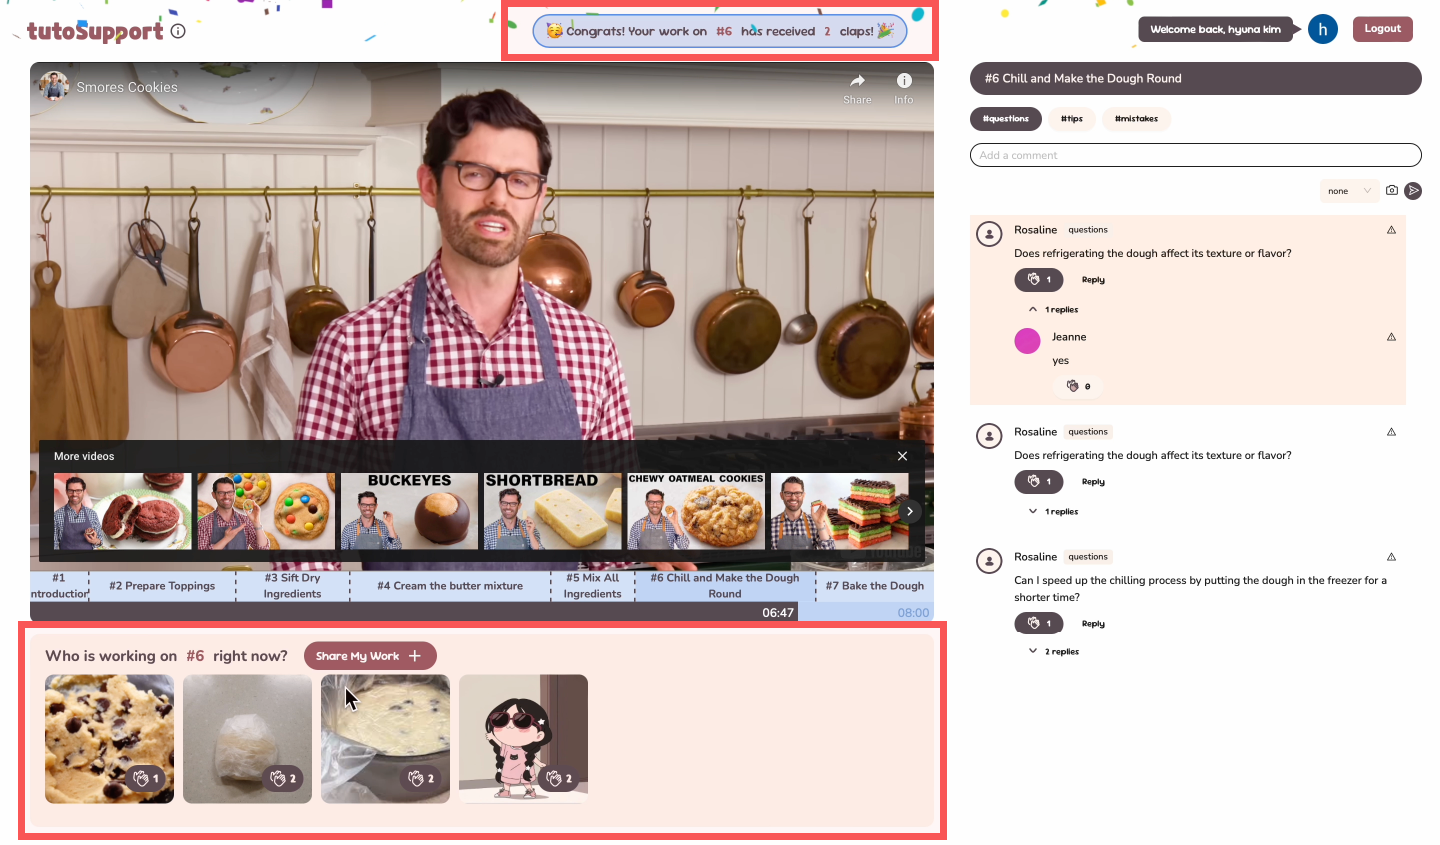 tutoSupport
Congrats! Your work on #6 has received 2 claps!
Welcome back, hyuna kim
h
Logout
Smores Cookies
Share
Info
More videos
BUCKEYES
SHORTBREAD
CHEWY OATMEAL COOKIES
#1
ntroduction
#2 Prepare Toppings
#3 Sift Dry
Ingredients
#4 Cream the butter mixture
#5 Mix All
Ingredients
#6 Chill and Make the Dough
Round
#7 Bake the Dough
06:47
08:00
Who is working on #6 right now?
Share My Work
1
2
2
2
#6 Chill and Make the Dough Round
#questions
#tips
#mistakes
Add a comment
none
Rosaline questions
Does refrigerating the dough affect its texture or flavor?
1
Reply
1 replies
Jeanne
yes
0
Rosaline questions
Does refrigerating the dough affect its texture or flavor?
1
Reply
1 replies
Rosaline questions
Can I speed up the chilling process by putting the dough in the freezer for a
shorter time?
1
Reply
2 replies